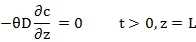 -θD ∂c/∂z = 0  t > 0, z = L